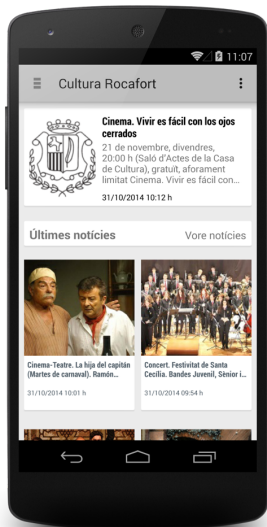 11:07
Cultura Rocafort
Cinema. Vivir es fácil con los ojos
cerrados
21 de novembre, divendres,
20:00 h (Saló d'Actes de la Casa
de Cultura), gratuït, aforament
limitat Cinema. Vivir es fácil con...
31/10/2014 10:12 h
Últimes notícies
Vore notícies
Cinema-Teatre. La hija del capitán
(Martes de carnaval). Ramón...
31/10/2014 10:01 h
Concert. Festivitat de Santa
Cecília. Bandes Juvenil, Sènior i...
31/10/2014 09:54 h